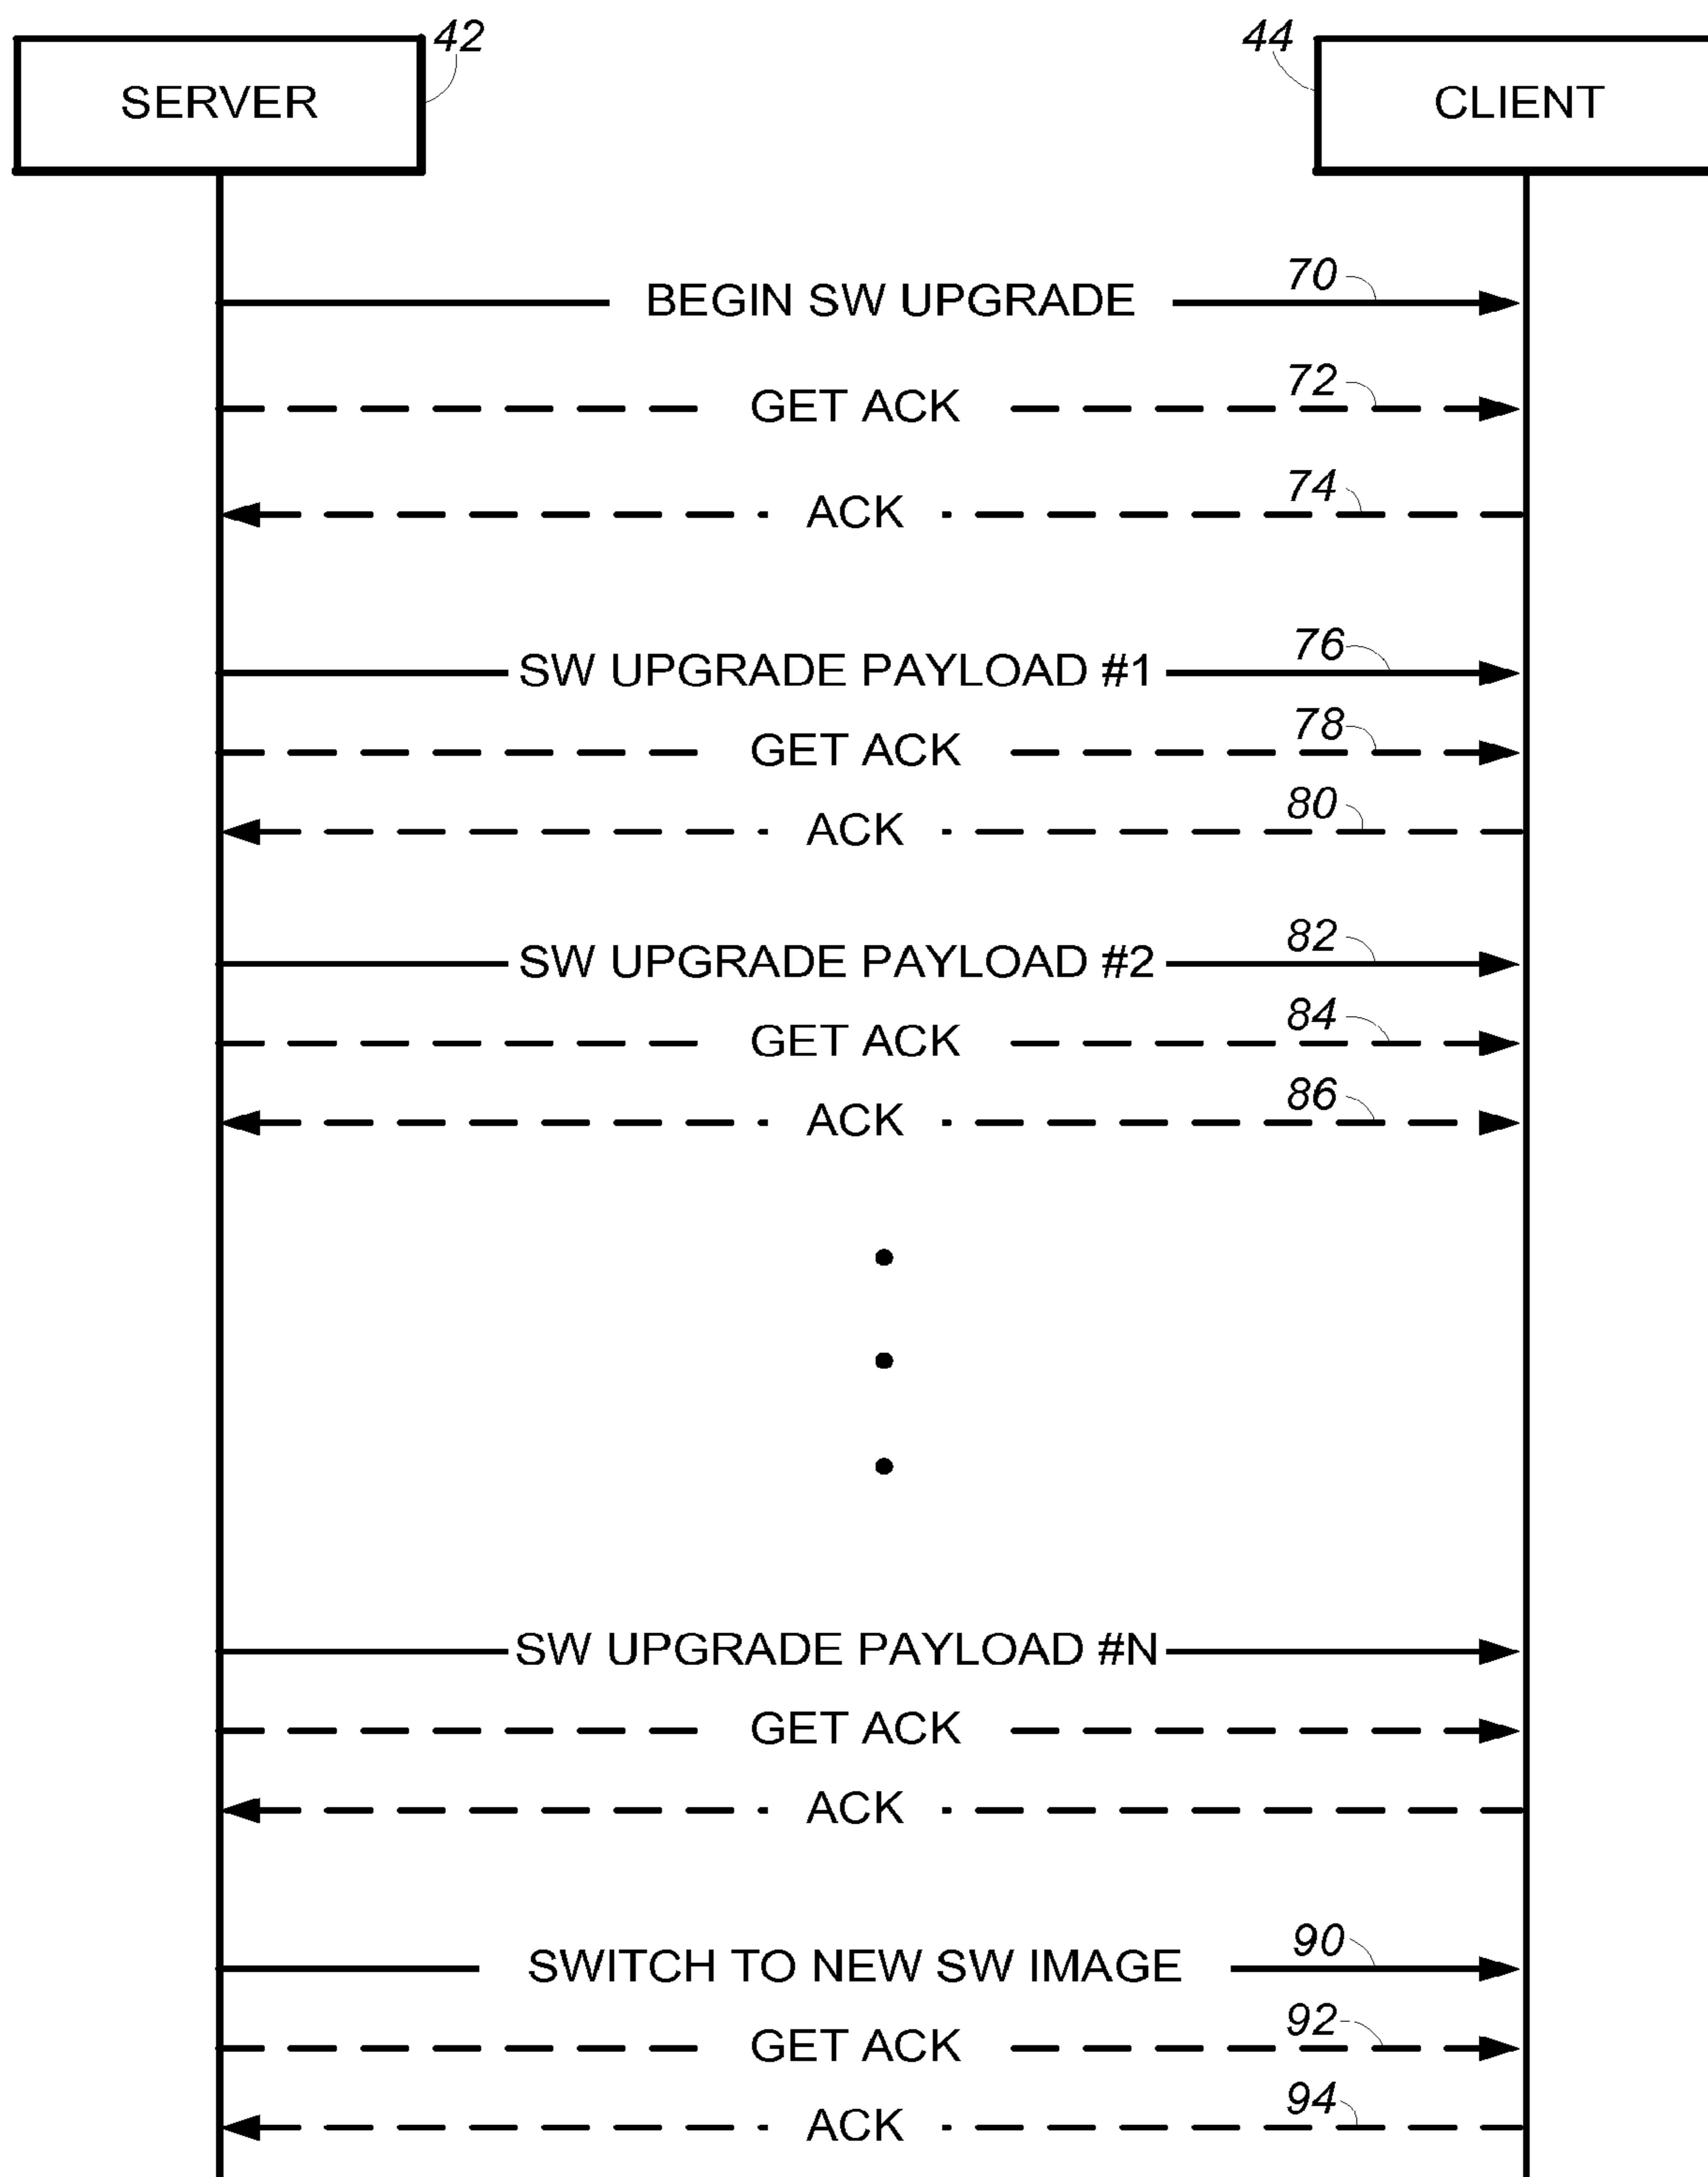 42
44
SERVER
CLIENT
70
BEGIN SW UPGRADE
72
GET ACK
74
ACK
76
SW UPGRADE PAYLOAD #1
78
GET ACK
80
ACK
82
SW UPGRADE PAYLOAD #2
84
GET ACK
86
ACK
SW UPGRADE PAYLOAD #N
GET ACK
ACK
90
SWITCH TO NEW SW IMAGE
92
GET ACK
94
ACK